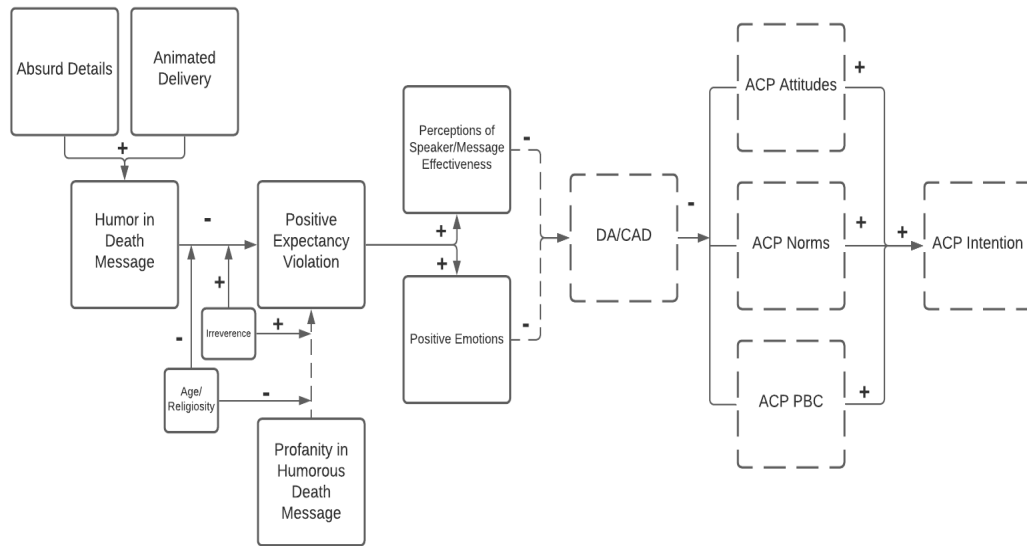 Absurd Details
Animated
Delivery
+
Humor in
Death
Message
-
Positive
Expectancy
Violation
+
-
Irreverence
+
Age/
Religiosity
-
Profanity in
Humorous
Death
Message
Perceptions of
Speaker/Message
Effectiveness
-
+
+
Positive Emotions
-
DA/CAD
-
ACP Attitudes
+
ACP Norms
+
+
ACP Intention
ACP PBC
+